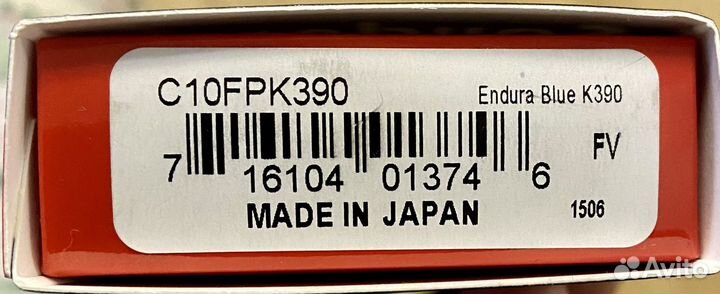 C10FPK390 Endura Blue K390
7 16104 01374 6 FV
MADE IN JAPAN 1506
Avito